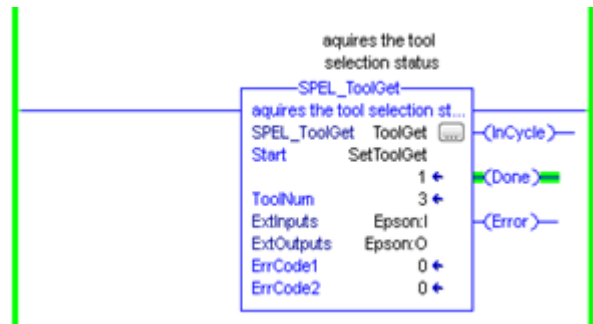 aquires the tool
selection status
SPEL_ToolGet
aquires the tool selection st...
SPEL_ToolGet ToolGet ...
(InCycle)
Start SetToolGet
1
(Done)
ToolNum 3
ExtInputs Epson:I
(Error)
ExtOutputs Epson:O
ErrCode1 0
ErrCode2 0